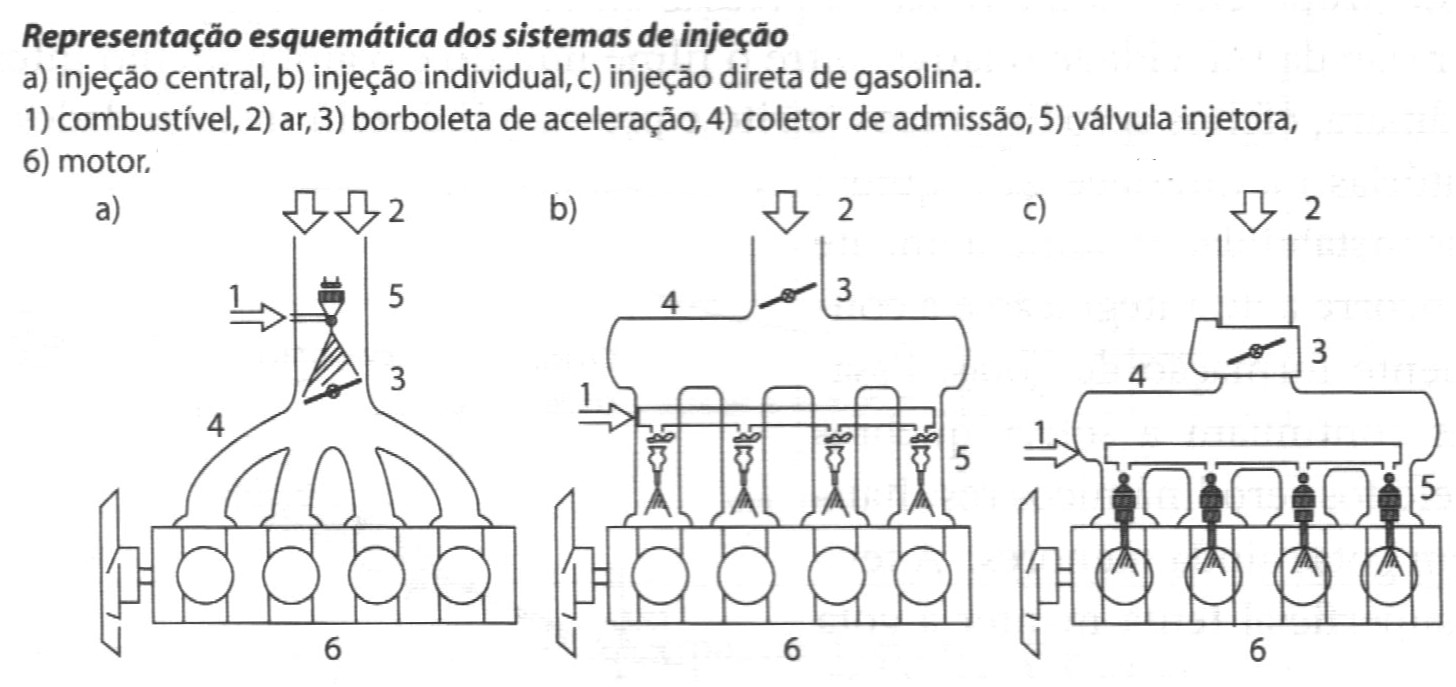 Representação esquemática dos sistemas de injeção
a) injeção central, b) injeção individual, c) injeção direta de gasolina.
1) combustível, 2) ar, 3) borboleta de aceleração, 4) coletor de admissão, 5) válvula injetora,
6) motor.
a) 2 b) 2 c) 2
1 5 4 3 3
3 4
4 1 1
5 5
6 6 6